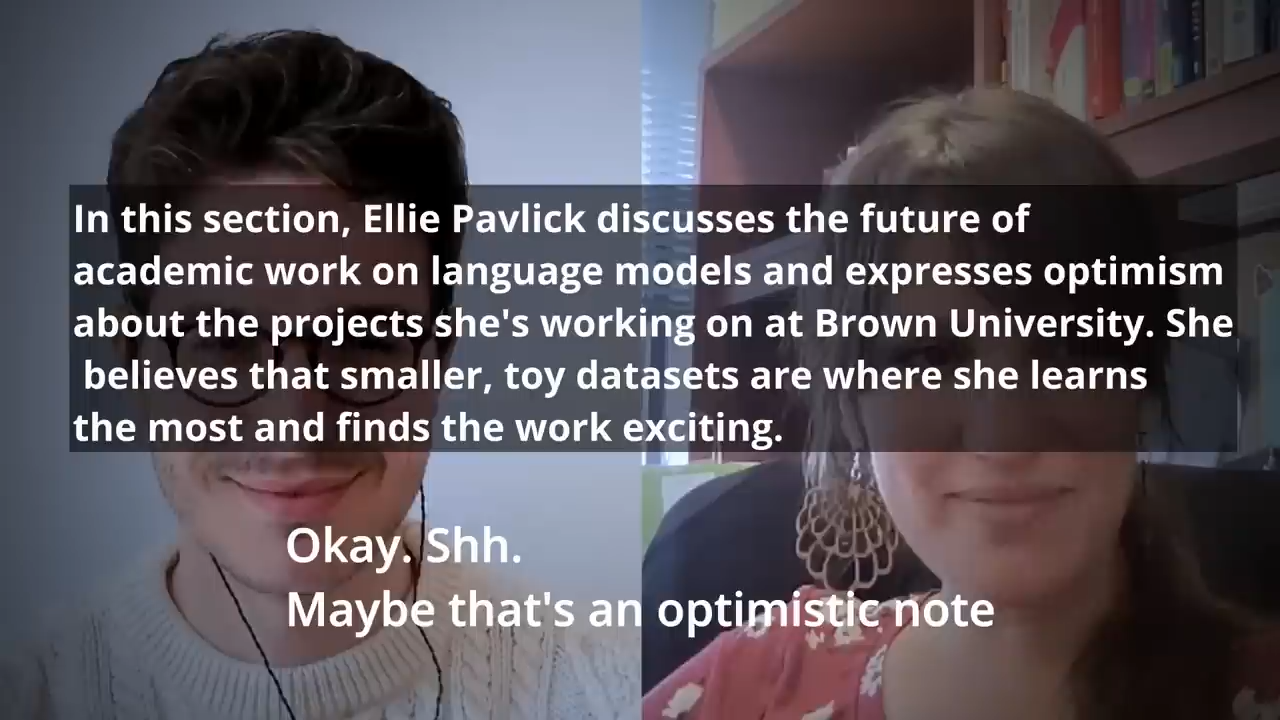 In this section, Ellie Pavlick discusses the future of
academic work on language models and expresses optimism
about the projects she's working on at Brown University. She
believes that smaller, toy datasets are where she learns
the most and finds the work exciting.
Okay. Shh.
Maybe that's an optimistic note